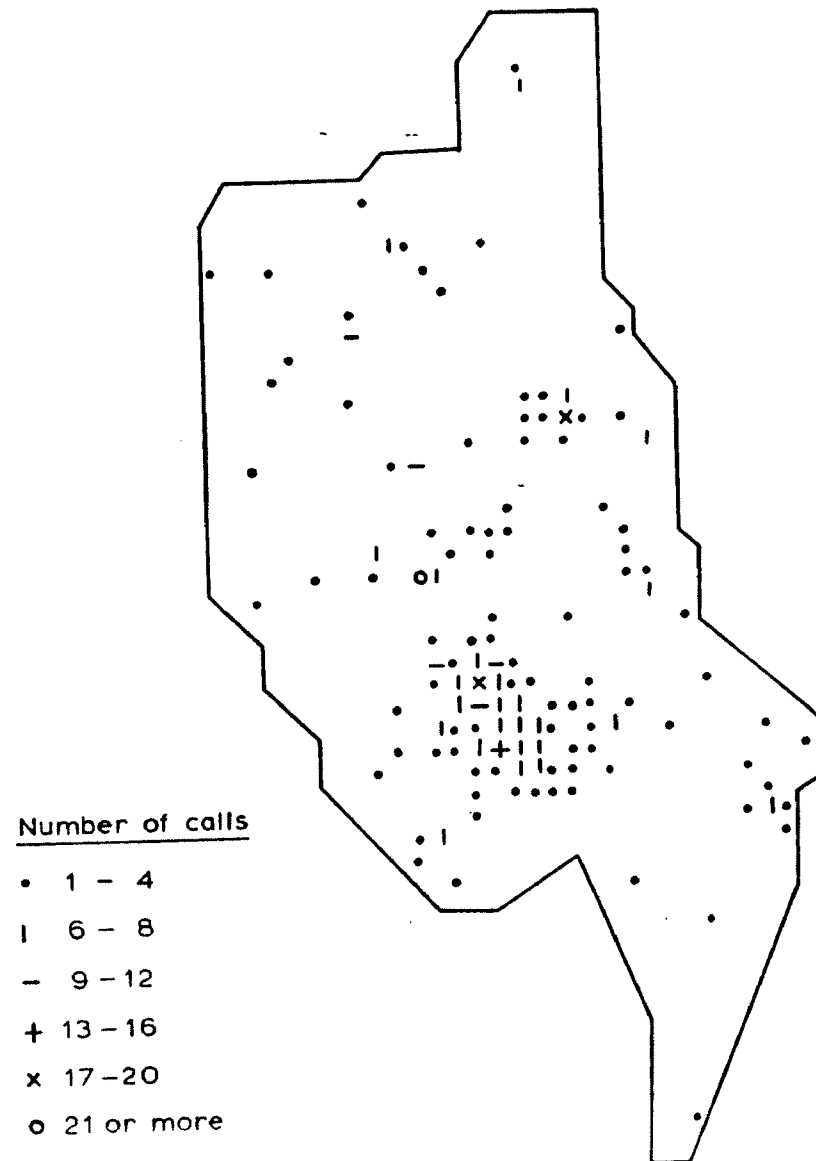 Number of calls
• 1 – 4
ı 6 – 8
– 9 – 12
+ 13 – 16
x 17 – 20
o 21 or more